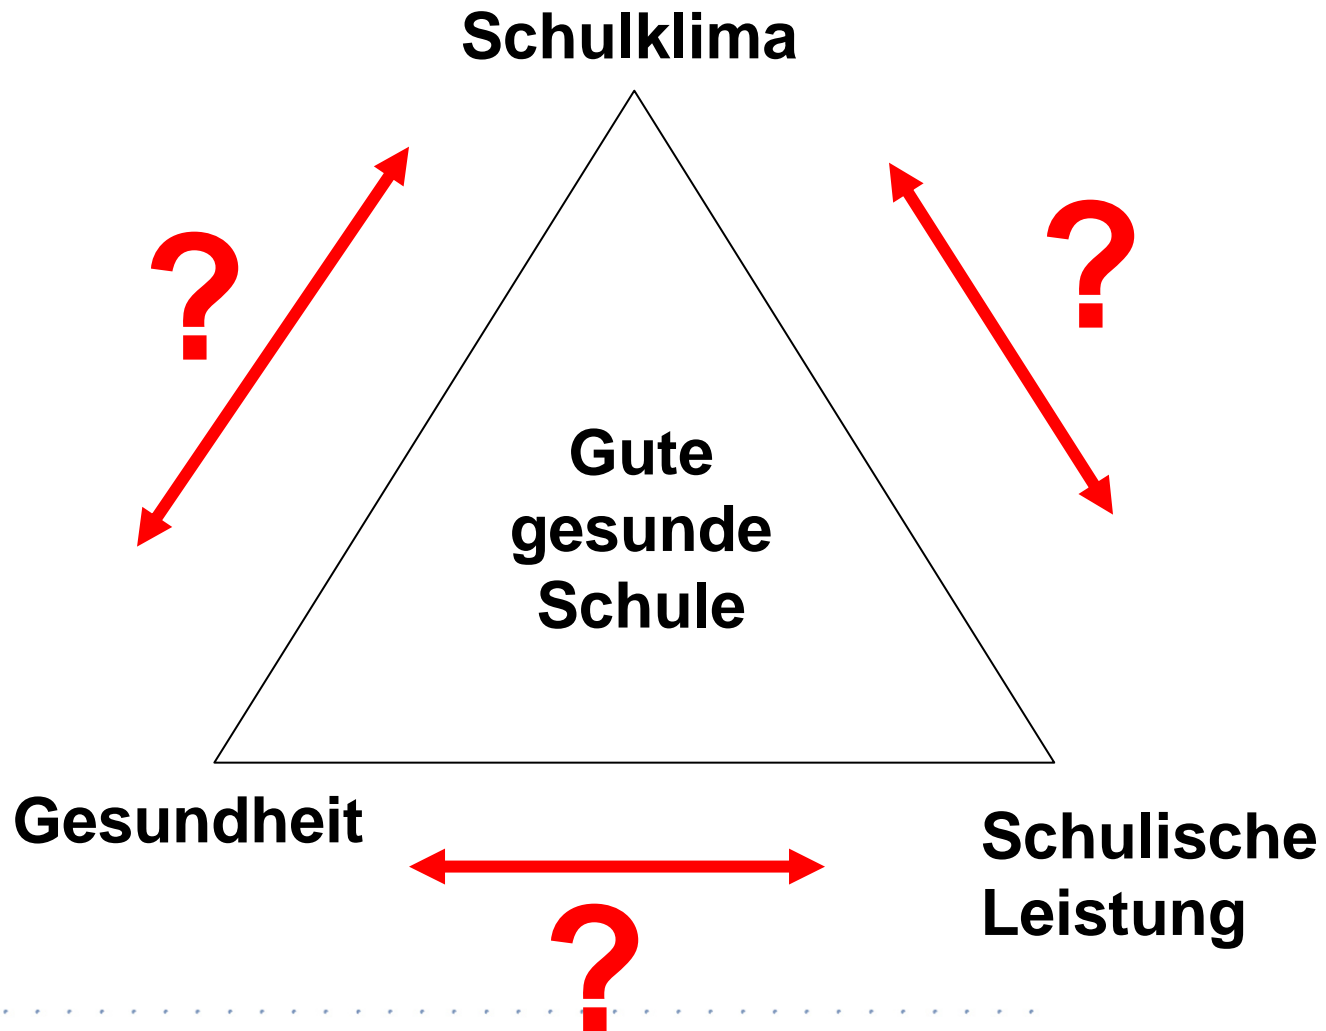 Schulklima
?
?
Gute
gesunde
Schule
Gesundheit
Schulische
Leistung
?